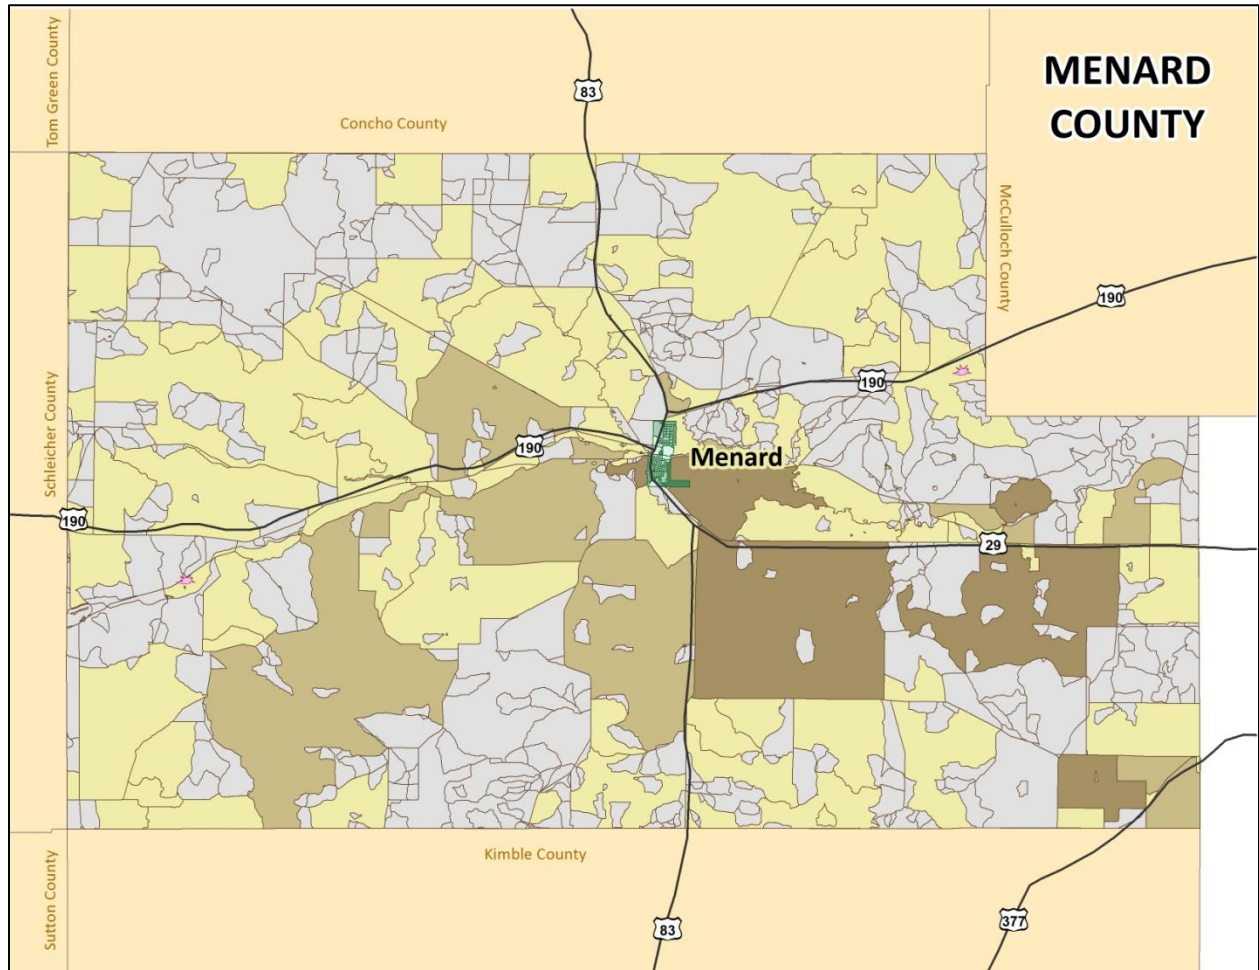 MENARD
COUNTY
Tom Green County
83
Concho County
McCulloch County
190
190
Schleicher County
190
Menard
190
29
Kimble County
Sutton County
83
377